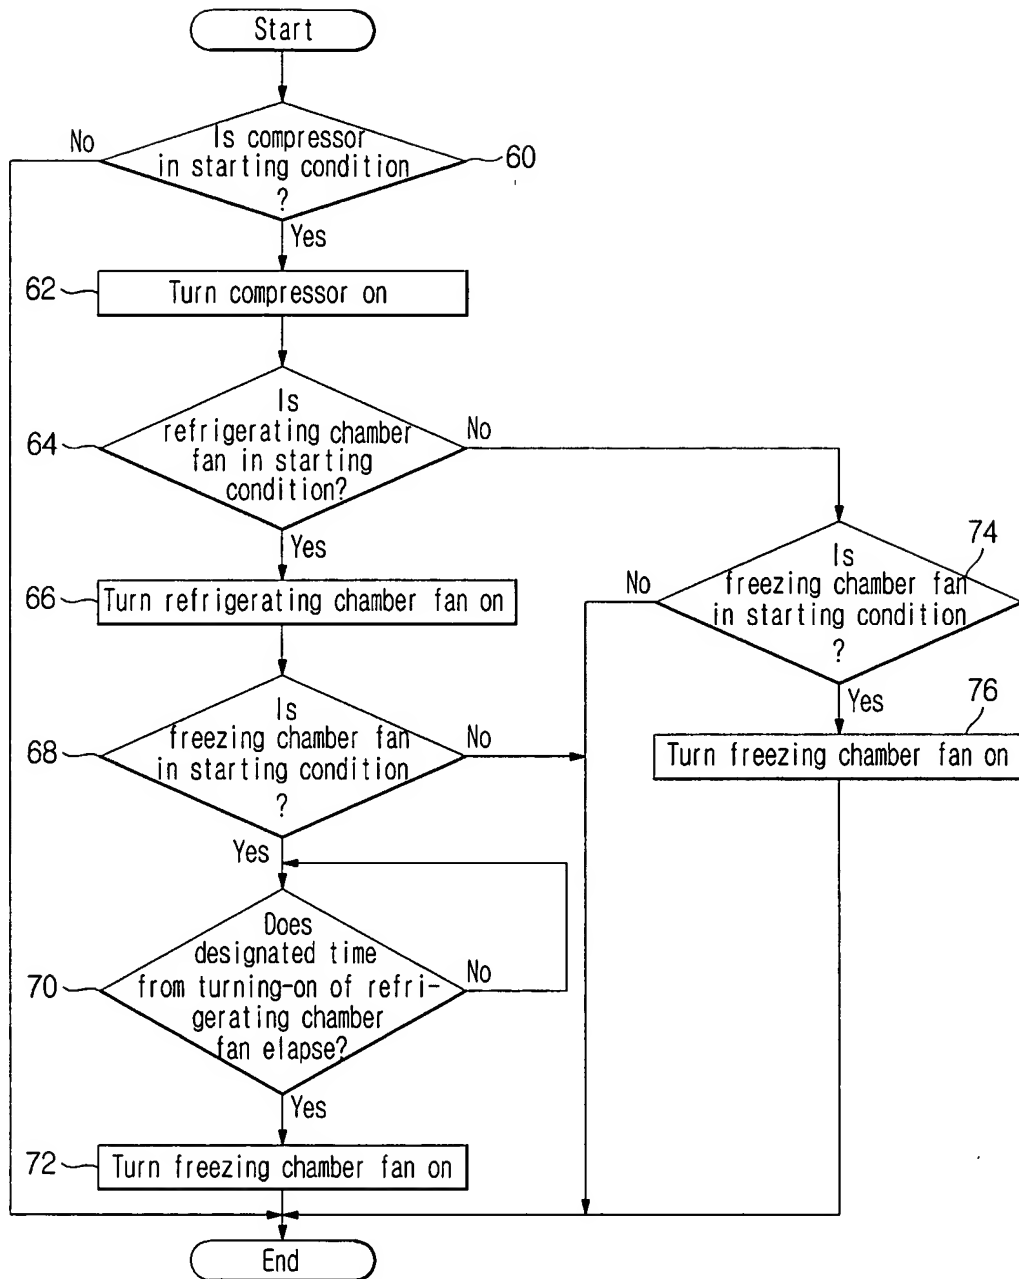 Start
No
Is compressor
in starting condition
?
60
Yes
62
Turn compressor on
Is
refrigerating chamber
fan in starting
condition?
64
No
Yes
66
Turn refrigerating chamber fan on
Is
freezing chamber fan
in starting condition
?
74
No
Yes
76
Turn freezing chamber fan on
Is
freezing chamber fan
in starting condition
?
68
No
Yes
Does
designated time
from turning-on of refri-
gerating chamber
fan elapse?
70
No
Yes
72
Turn freezing chamber fan on
End